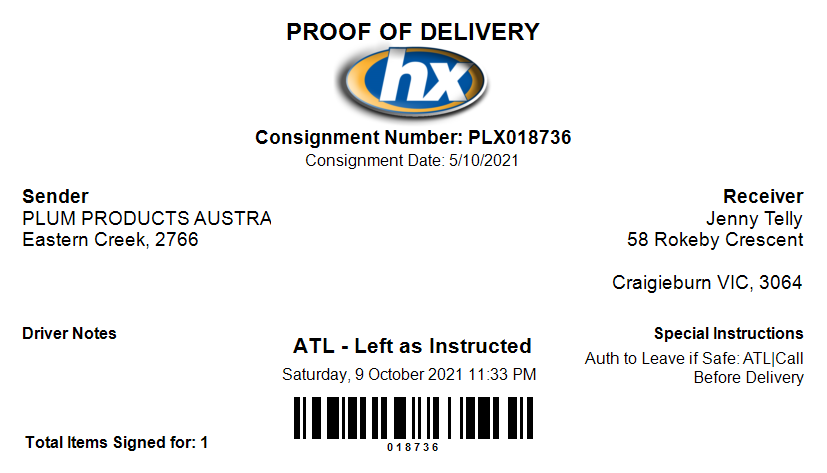 PROOF OF DELIVERY
hx
Consignment Number: PLX018736
Consignment Date: 5/10/2021
Sender
PLUM PRODUCTS AUSTRA
Eastern Creek, 2766
Receiver
Jenny Telly
58 Rokeby Crescent
Craigieburn VIC, 3064
Driver Notes
ATL - Left as Instructed
Saturday, 9 October 2021 11:33 PM
Special Instructions
Auth to Leave if Safe: ATL|Call
Before Delivery
018736
Total Items Signed for: 1